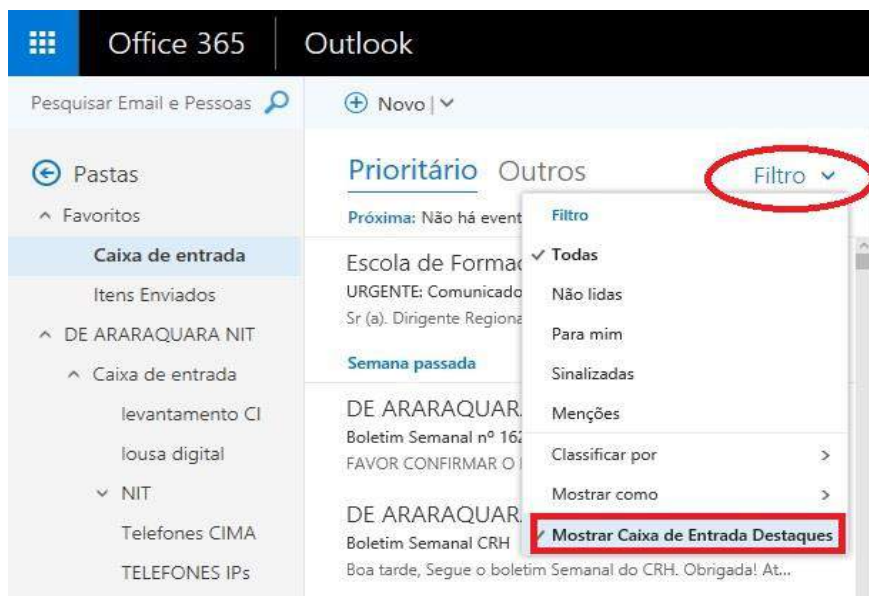 Office 365 Outlook
Pesquisar Email e Pessoas
Novo
Pastas
Favoritos
Caixa de entrada
Itens Enviados
DE ARARAQUARA NIT
Caixa de entrada
levantamento CI
lousa digital
NIT
Telefones CIMA
TELEFONES IPs
Prioritário Outros
Filtro
Próxima: Não há event
Escola de Formaç
URGENTE: Comunicado
Sr (a). Dirigente Regiona
Semana passada
DE ARARAQUAR
Boletim Semanal nº 162
FAVOR CONFIRMAR O
DE ARARAQUAR
Boletim Semanal CRH
Boa tarde, Segue o boletim Semanal do CRH. Obrigada! At...
Filtro
Todas
Não lidas
Para mim
Sinalizadas
Menções
Classificar por
Mostrar como
Mostrar Caixa de Entrada Destaques